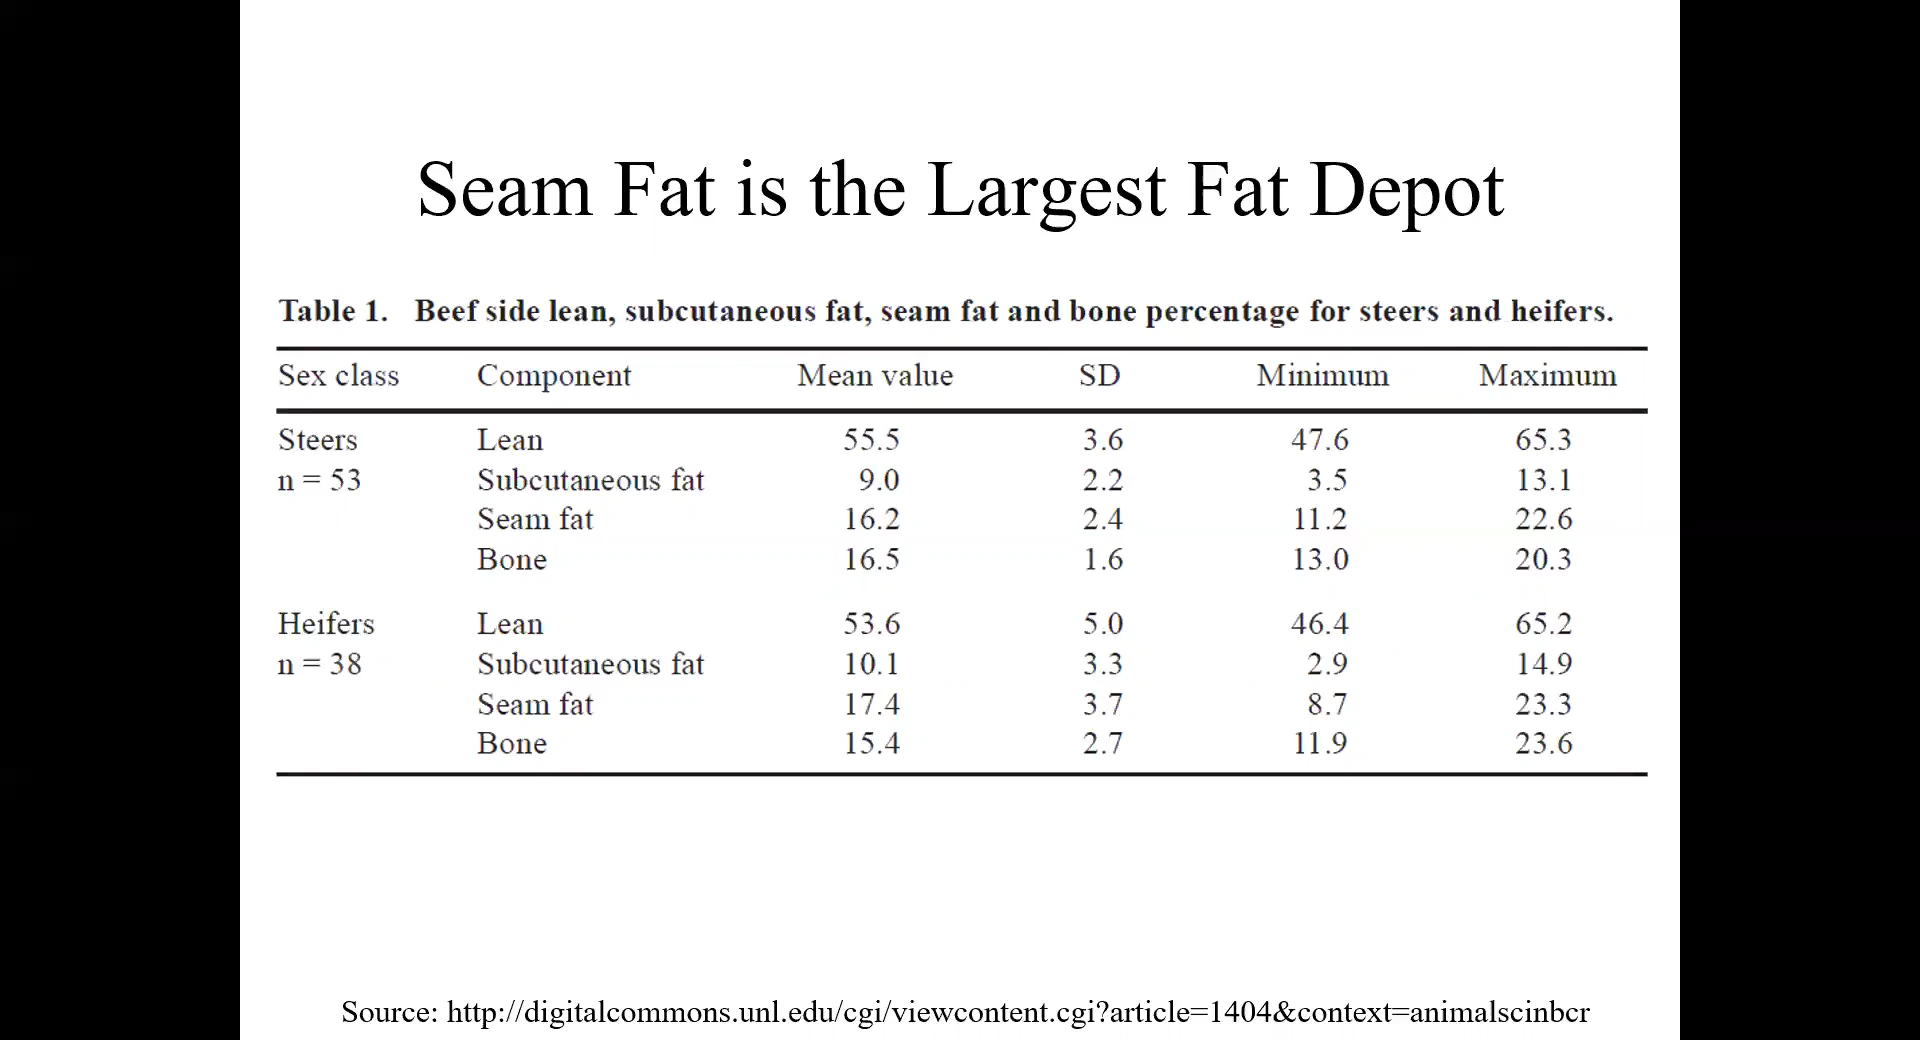 Seam Fat is the Largest Fat Depot
Table 1. Beef side lean, subcutaneous fat, seam fat and bone percentage for steers and heifers.
Sex class Component Mean value SD Minimum Maximum
Steers Lean 55.5 3.6 47.6 65.3
n = 53 Subcutaneous fat 9.0 2.2 3.5 13.1
Seam fat 16.2 2.4 11.2 22.6
Bone 16.5 1.6 13.0 20.3
Heifers Lean 53.6 5.0 46.4 65.2
n = 38 Subcutaneous fat 10.1 3.3 2.9 14.9
Seam fat 17.4 3.7 8.7 23.3
Bone 15.4 2.7 11.9 23.6
Source: http://digitalcommons.unl.edu/cgi/viewcontent.cgi?article=1404&context=animalscinbcr